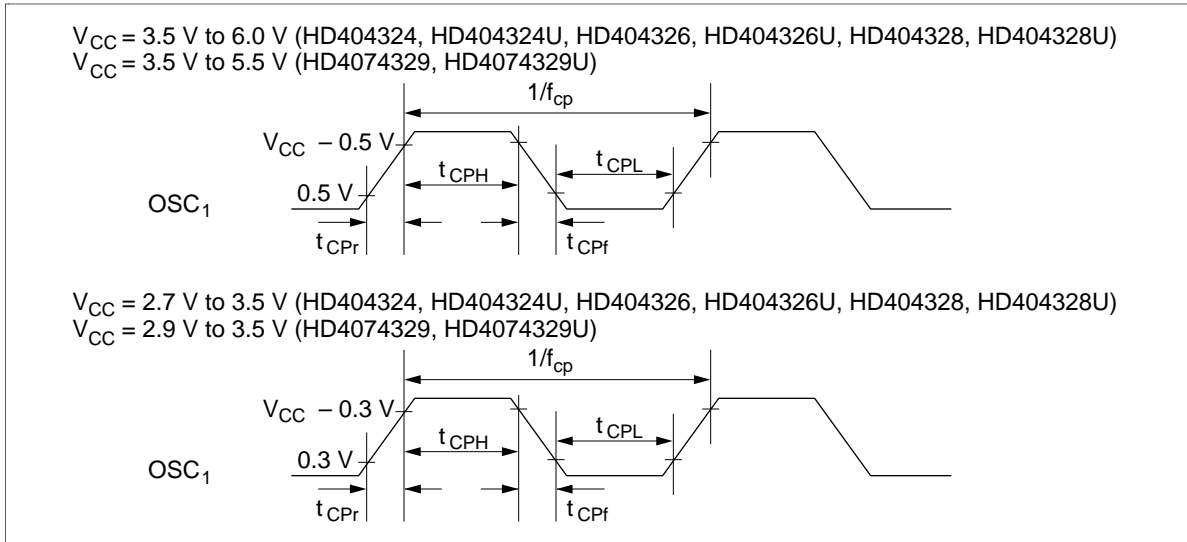 VCC = 3.5 V to 6.0 V (HD404324, HD404324U, HD404326, HD404326U, HD404328, HD404328U)
VCC = 3.5 V to 5.5 V (HD4074329, HD4074329U)
1/fcp
VCC – 0.5 V
tCPH
tCPL
0.5 V
OSC1
tCPr
tCPf
VCC = 2.7 V to 3.5 V (HD404324, HD404324U, HD404326, HD404326U, HD404328, HD404328U)
VCC = 2.9 V to 3.5 V (HD4074329, HD4074329U)
1/fcp
VCC – 0.3 V
tCPH
tCPL
0.3 V
OSC1
tCPr
tCPf